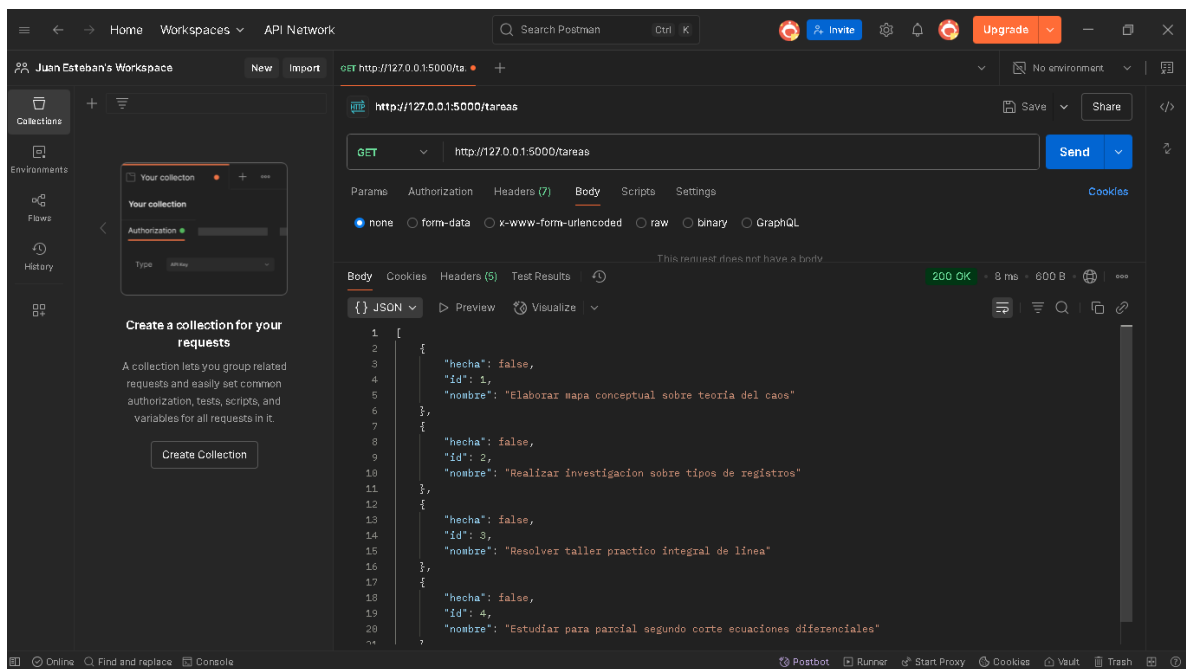 Home Workspaces API Network Search Postman Ctrl K Invite Upgrade
Juan Esteban's Workspace New Import GET http://127.0.0.1:5000/ta. No environment
Collections
Environments
Flows
History
Your collecton
Your collection
Authorization
Type API Key
Create a collection for your
requests
A collection lets you group related
requests and easily set common
authorization, tests, scripts, and
variables for all requests in it.
Create Collection
HTTP http://127.0.0.1:5000/tareas Save Share
GET http://127.0.0.1:5000/tareas Send
Params Authorization Headers (7) Body Scripts Settings Cookies
none form-data x-www-form-urlencoded raw binary GraphQL
This request does not have a body
Body Cookies Headers (5) Test Results 200 OK 8 ms 600 B
{} JSON Preview Visualize
1 [
2 {
3 "hecha": false,
4 "id": 1,
5 "nombre": "Elaborar mapa conceptual sobre teoria del caos"
6 },
7 {
8 "hecha": false,
9 "id": 2,
10 "nombre": "Realizar investigacion sobre tipos de registros"
11 },
12 {
13 "hecha": false,
14 "id": 3,
15 "nombre": "Resolver taller practico integral de linea"
16 },
17 {
18 "hecha": false,
19 "id": 4,
20 "nombre": "Estudiar para parcial segundo corte ecuaciones diferenciales"
21 }
Online Find and replace Console Postbot Runner Start Proxy Cookies Vault Trash